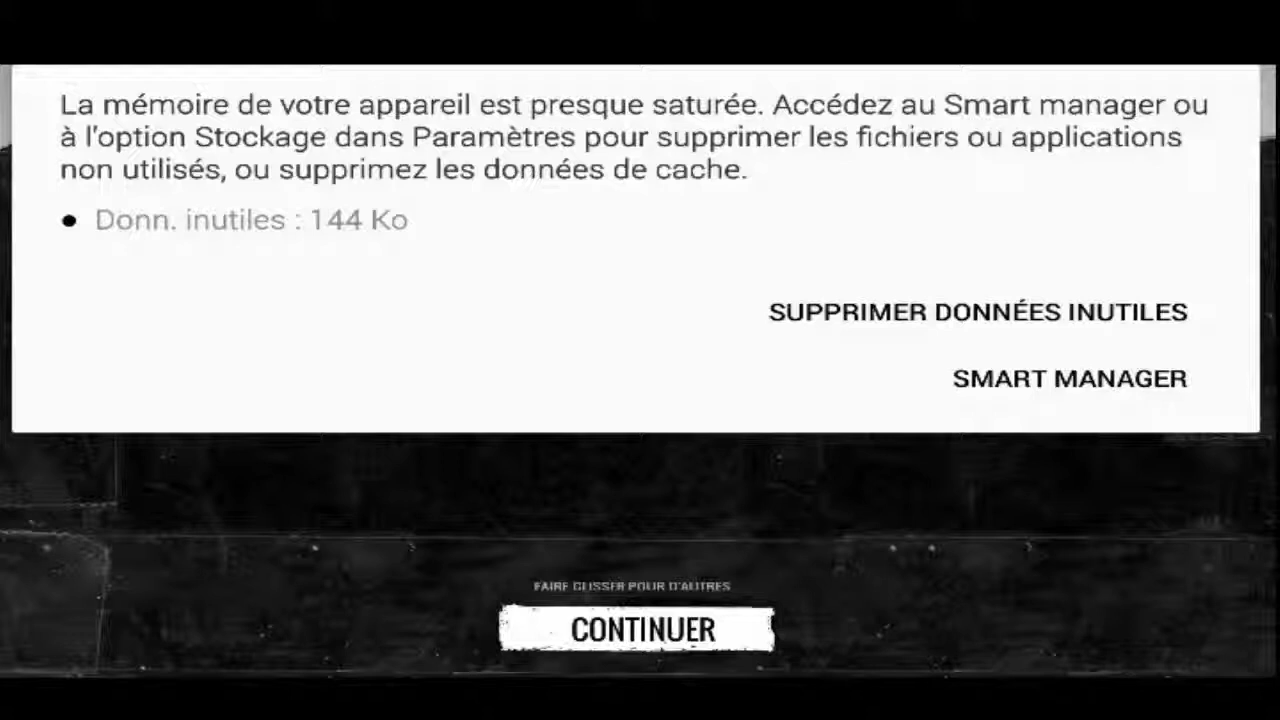 La mémoire de votre appareil est presque saturée. Accédez au Smart manager ou
à l'option Stockage dans Paramètres pour supprimer les fichiers ou applications
non utilisés, ou supprimez les données de cache.
● Donn. inutiles : 144 Ko
SUPPRIMER DONNÉES INUTILES
SMART MANAGER
FAIRE GLISSER POUR D'AUTRES
CONTINUER